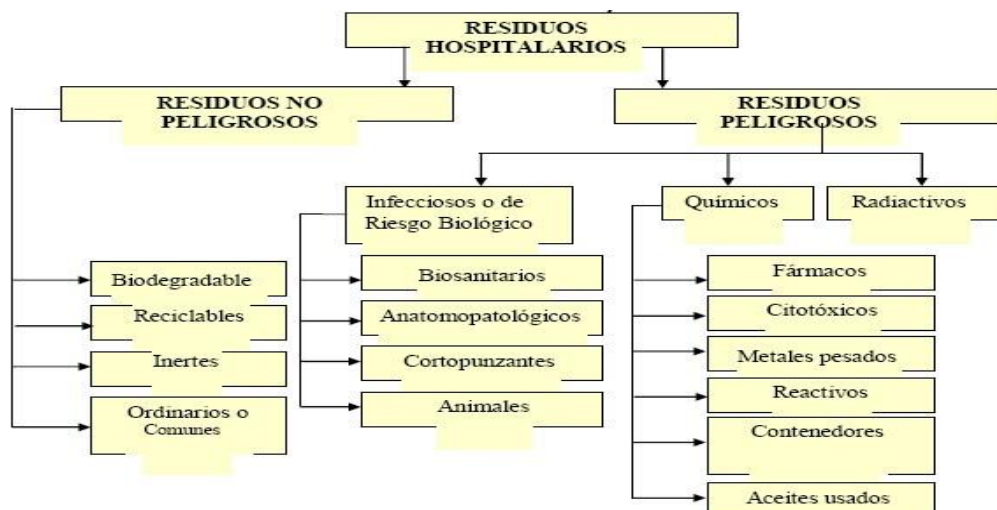 RESIDUOS
HOSPITALARIOS
RESIDUOS NO
PELIGROSOS
RESIDUOS
PELIGROSOS
Infecciosos o de
Riesgo Biológico
Químicos
Radiactivos
Biodegradable
Reciclables
Inertes
Ordinarios o
Comunes
Biosanitarios
Anatomopatológicos
Cortopunzantes
Animales
Fármacos
Citotóxicos
Metales pesados
Reactivos
Contenedores
Aceites usados